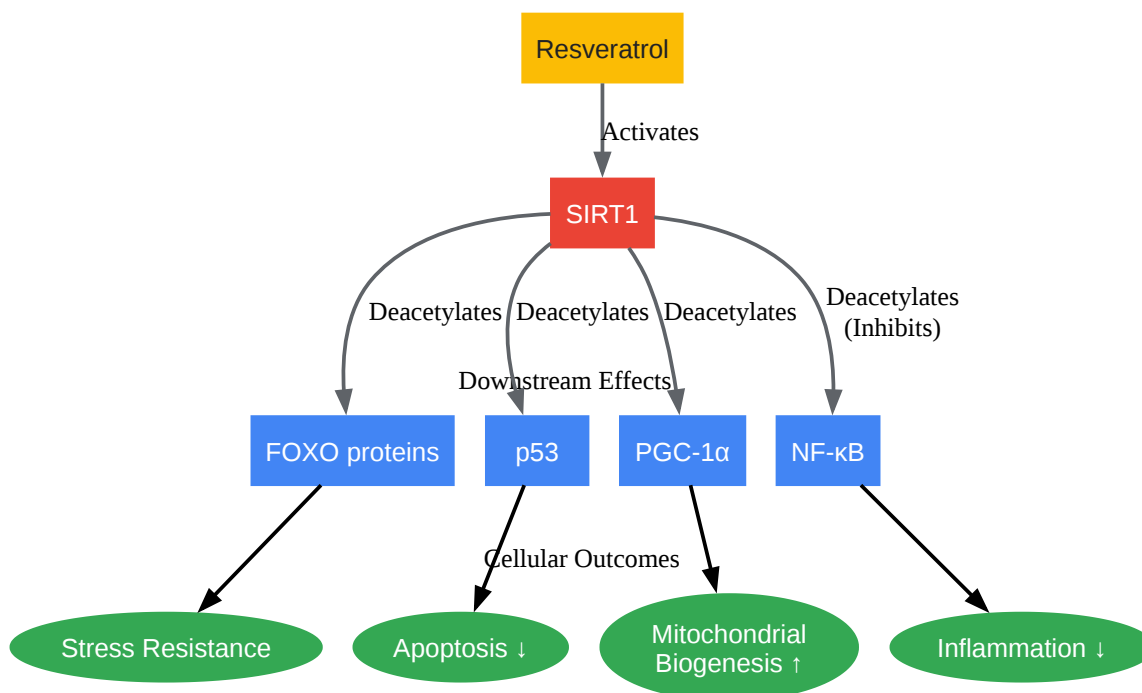 Resveratrol
Activates
SIRT1
Deacetylates
Deacetylates
Deacetylates
Deacetylates
(Inhibits)
Downstream Effects
FOXO proteins
p53
PGC-1α
NF-κB
Cellular Outcomes
Stress Resistance
Apoptosis ↓
Mitochondrial
Biogenesis ↑
Inflammation ↓